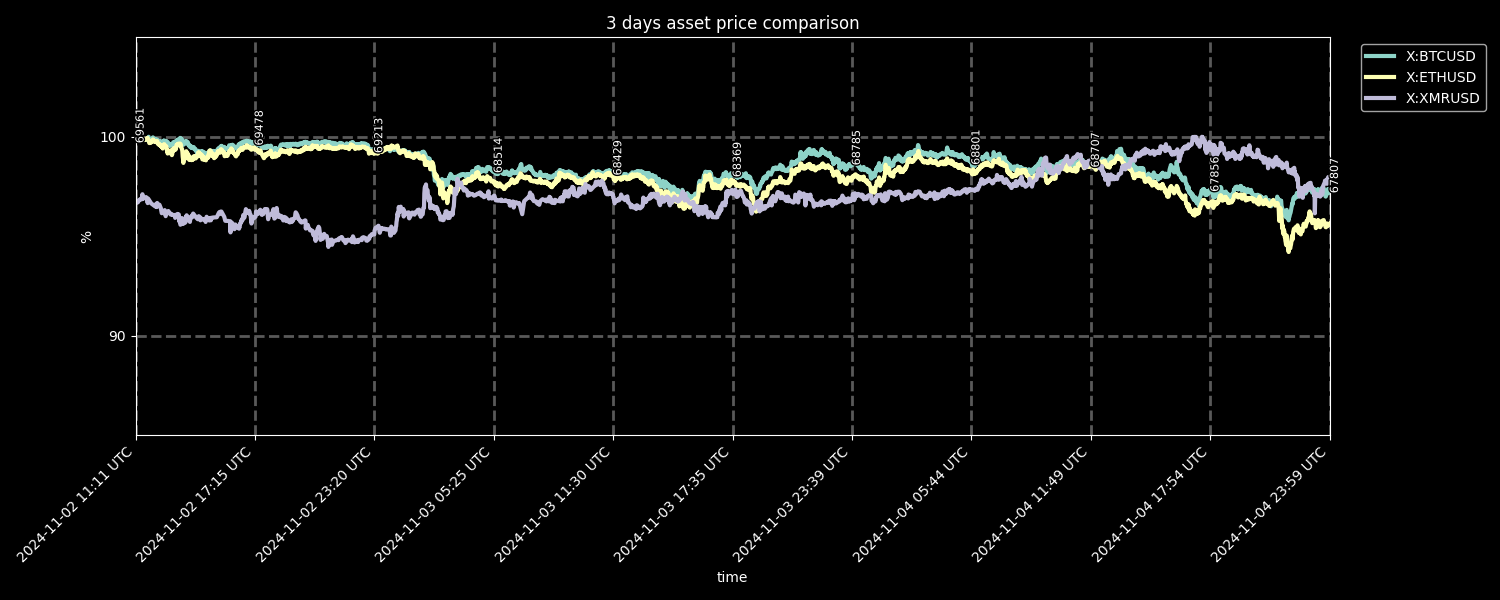 3 days asset price comparison
X:BTCUSD
X:ETHUSD
X:XMRUSD
100
90
%
69561
69478
69213
68514
68429
68369
68785
68801
68707
67856
67807
2024-11-02 11:11 UTC
2024-11-02 17:15 UTC
2024-11-02 23:20 UTC
2024-11-03 05:25 UTC
2024-11-03 11:30 UTC
2024-11-03 17:35 UTC
2024-11-03 23:39 UTC
2024-11-04 05:44 UTC
2024-11-04 11:49 UTC
2024-11-04 17:54 UTC
2024-11-04 23:59 UTC
time